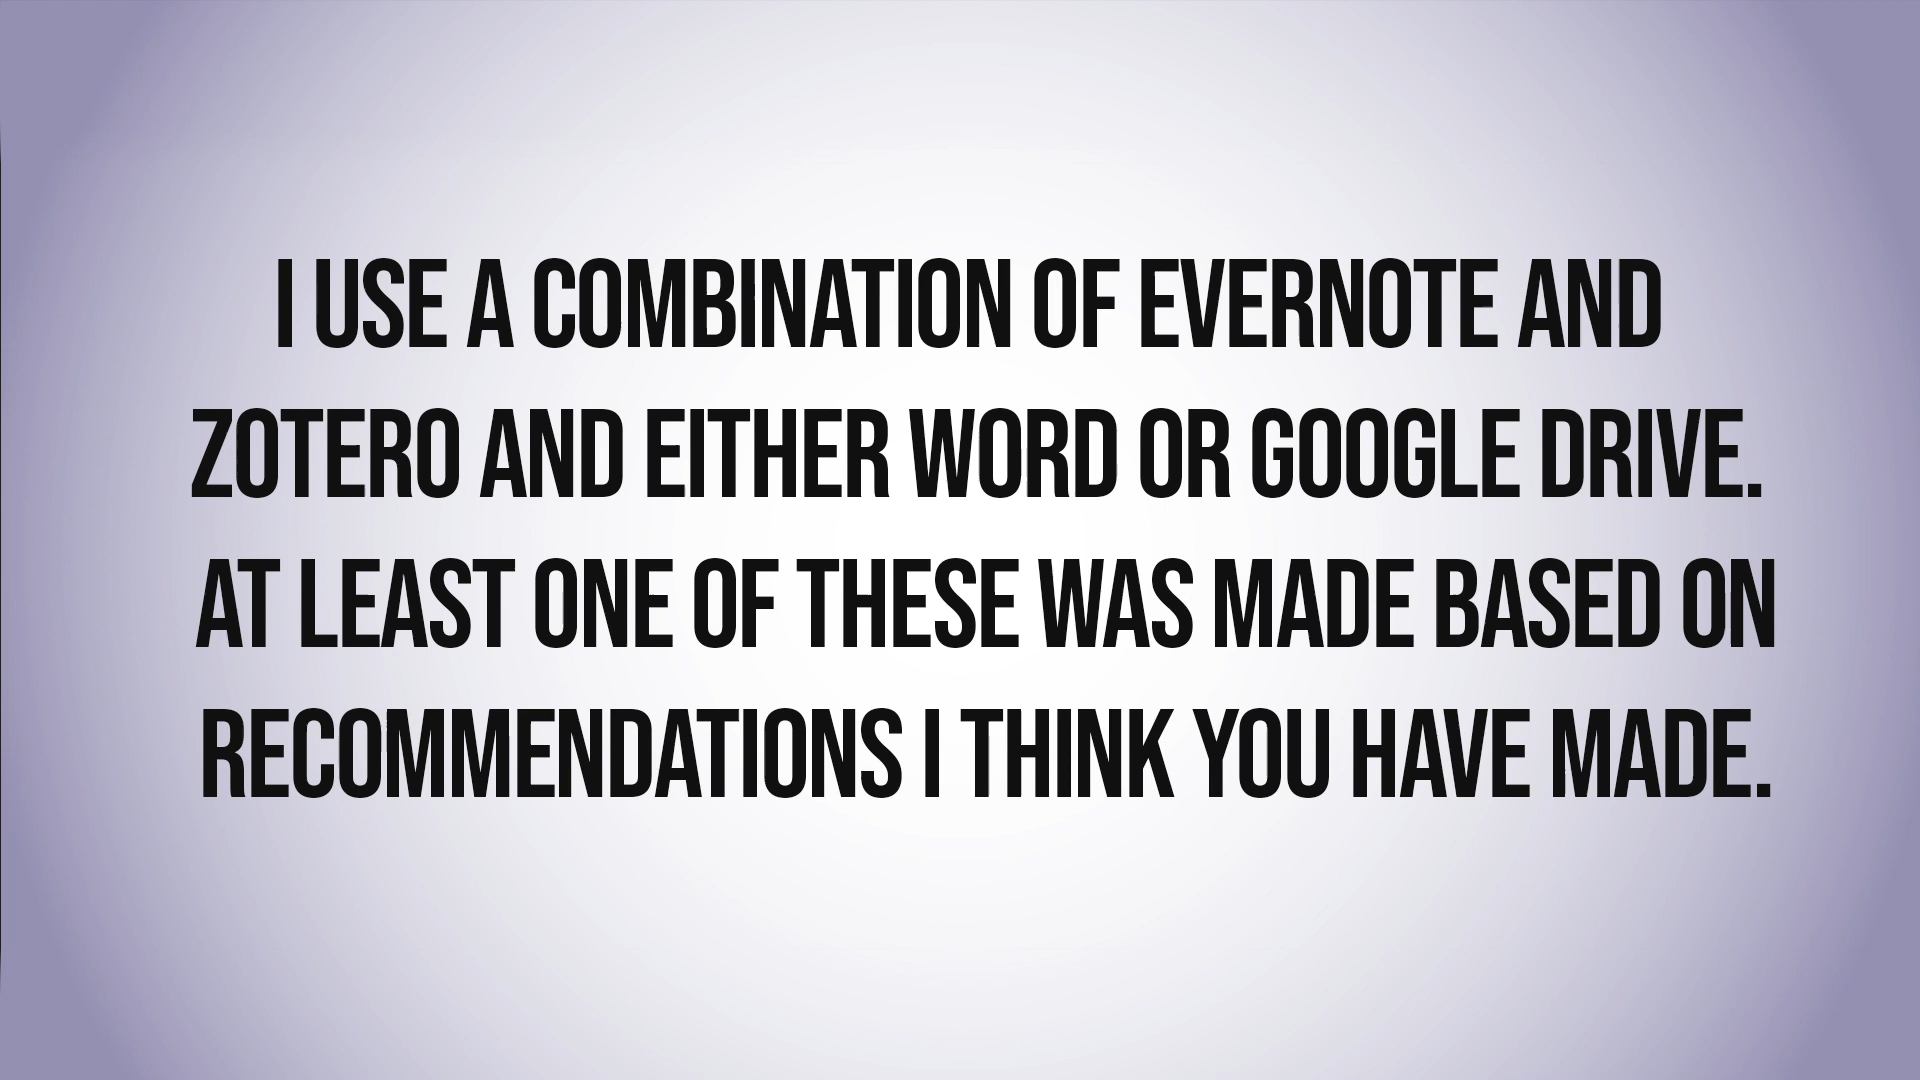 I USE A COMBINATION OF EVERNOTE AND
ZOTERO AND EITHER WORD OR GOOGLE DRIVE.
AT LEAST ONE OF THESE WAS MADE BASED ON
RECOMMENDATIONS I THINK YOU HAVE MADE.